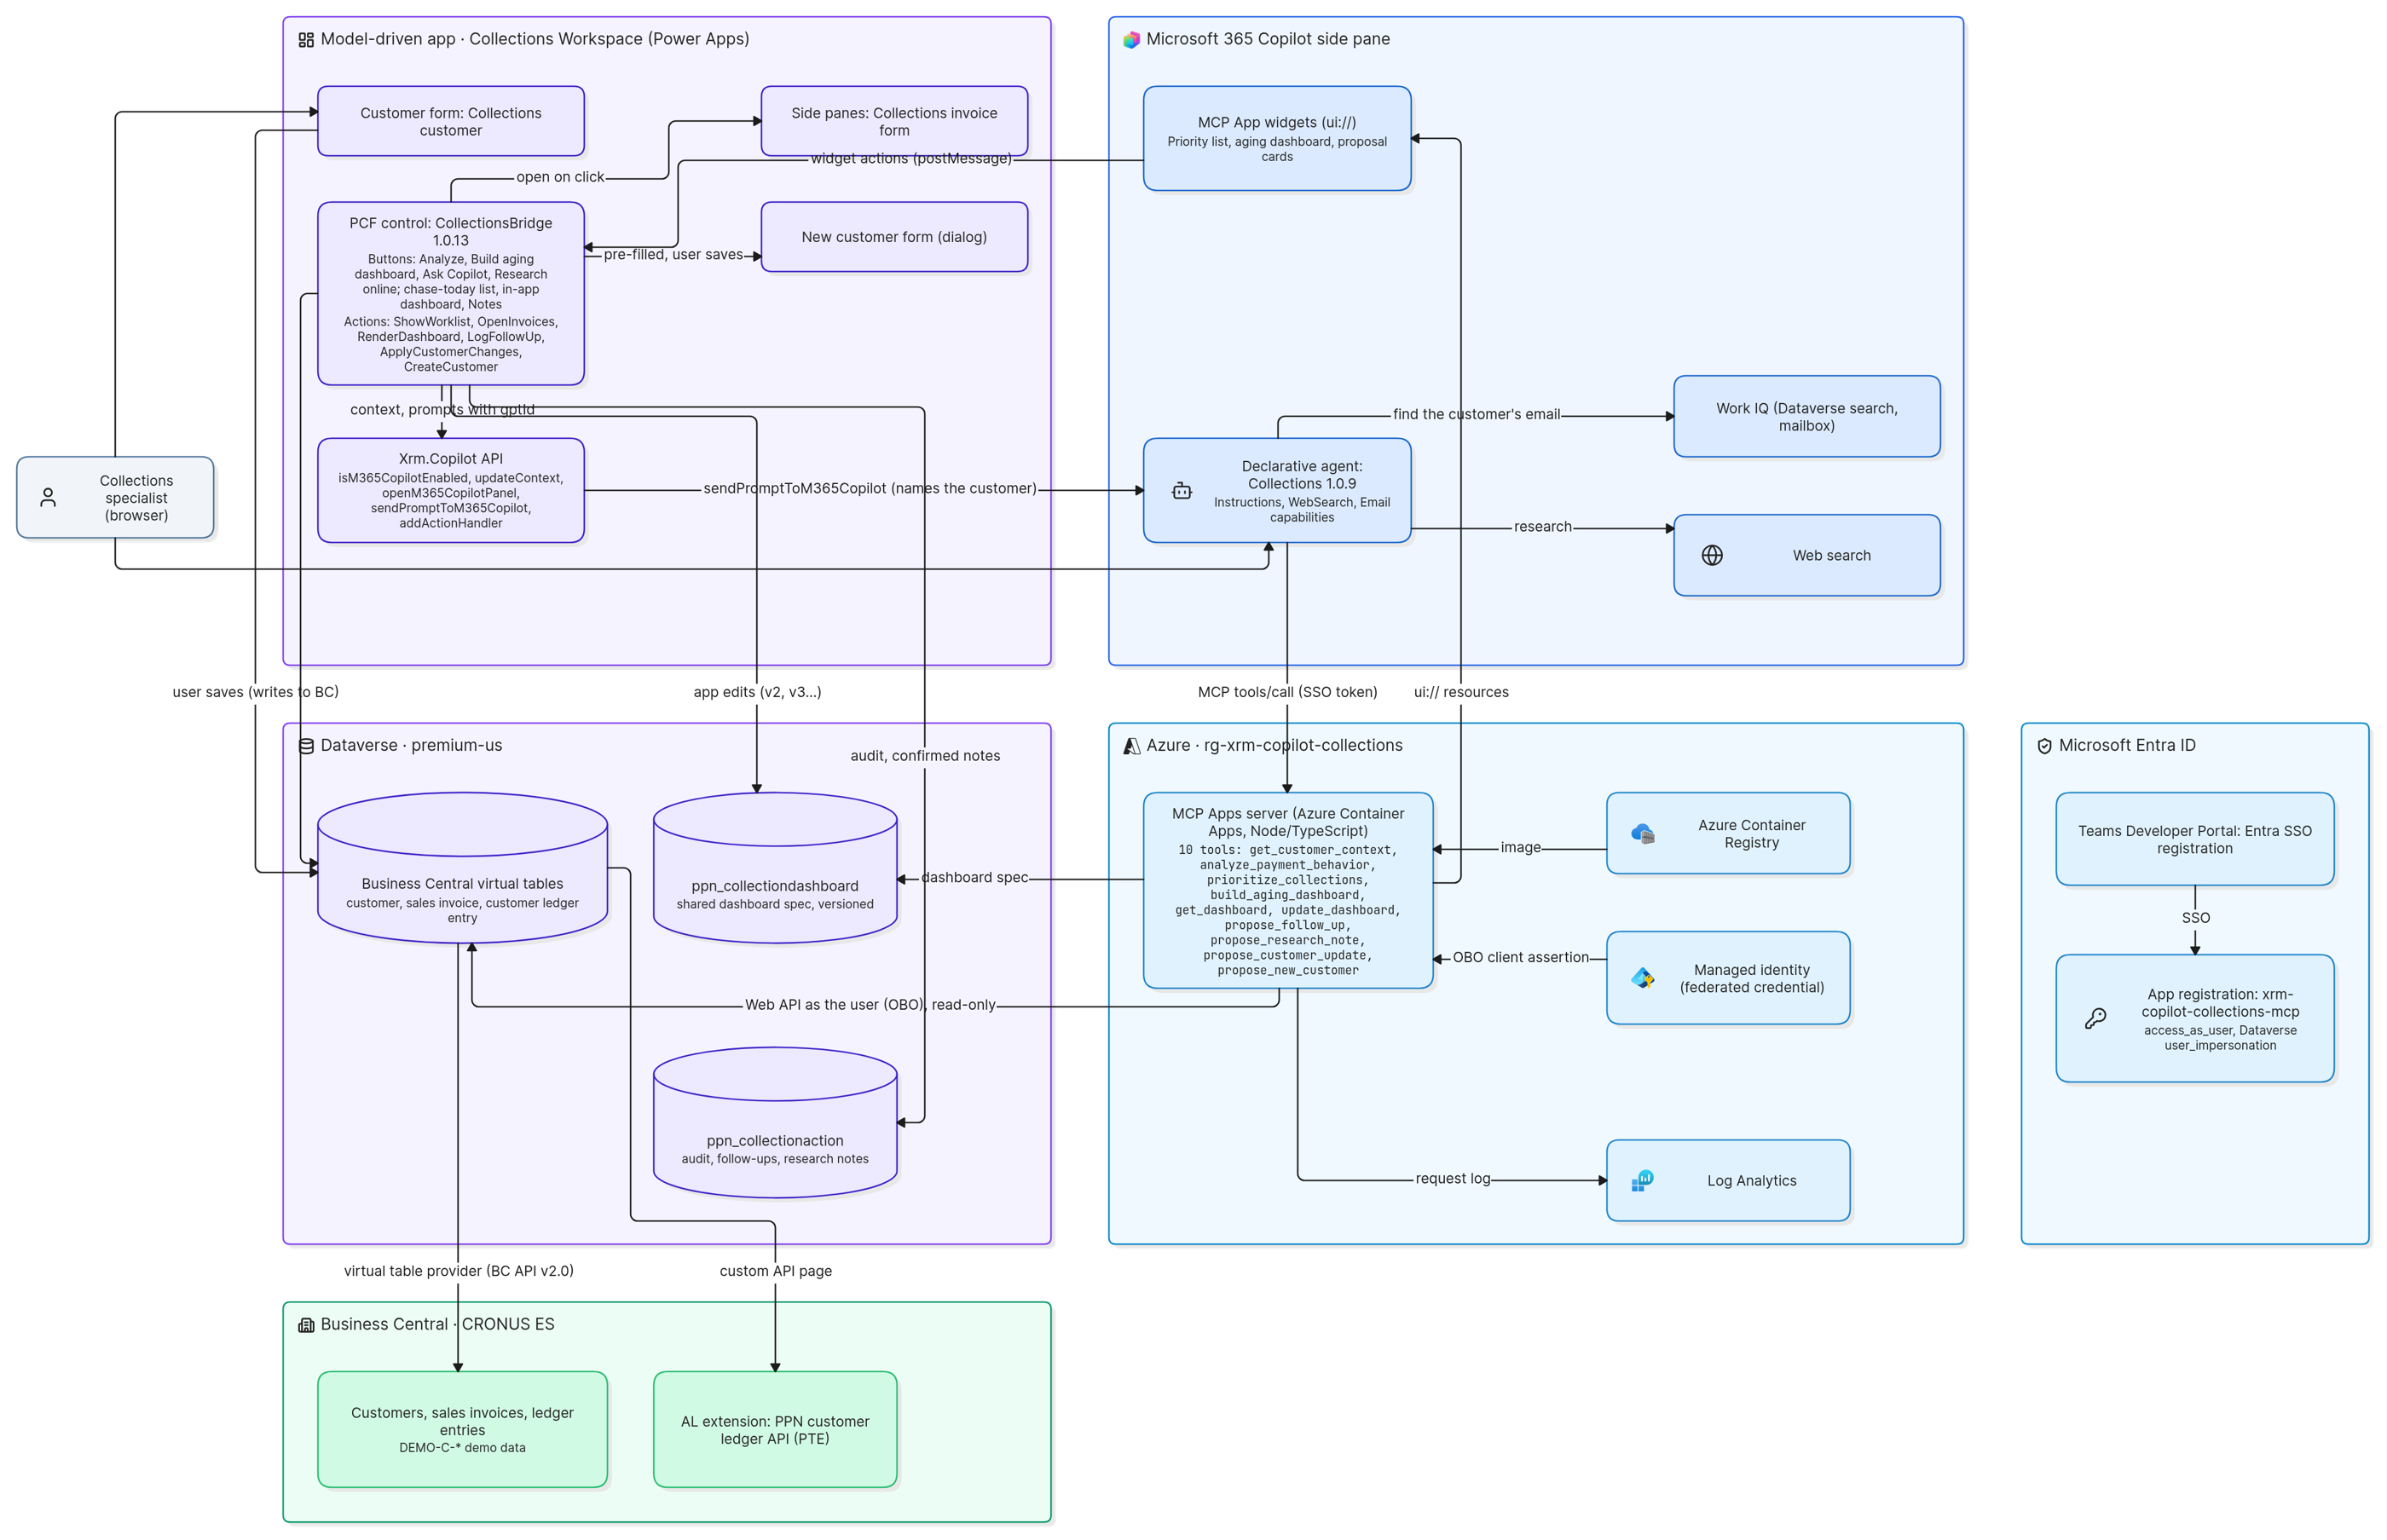 Model-driven app · Collections Workspace (Power Apps)
Customer form: Collections
customer
Side panes: Collections invoice
form
widget actions (postMessage)
open on click
PCF control: CollectionsBridge
1.0.13
Buttons: Analyze, Build aging
dashboard, Ask Copilot, Research
online; chase-today list, in-app
dashboard, Notes
Actions: ShowWorklist, OpenInvoices,
RenderDashboard, LogFollowUp,
ApplyCustomerChanges,
CreateCustomer
New customer form (dialog)
pre-filled, user saves
context, prompts with gptId
Xrm.Copilot API
isM365CopilotEnabled, updateContext,
openM365CopilotPanel,
sendPromptToM365Copilot,
addActionHandler
sendPromptToM365Copilot (names the customer)
Collections
specialist
(browser)
Microsoft 365 Copilot side pane
MCP App widgets (ui://)
Priority list, aging dashboard, proposal
cards
find the customer's email
Work IQ (Dataverse search,
mailbox)
Declarative agent:
Collections 1.0.9
Instructions, WebSearch, Email
capabilities
research
Web search
user saves (writes to BC)
app edits (v2, v3...)
MCP tools/call (SSO token)
ui:// resources
Dataverse · premium-us
audit, confirmed notes
Business Central virtual tables
customer, sales invoice, customer ledger
entry
ppn_collectiondashboard
shared dashboard spec, versioned
dashboard spec
Web API as the user (OBO), read-only
ppn_collectionaction
audit, follow-ups, research notes
Azure · rg-xrm-copilot-collections
MCP Apps server (Azure Container
Apps, Node/TypeScript)
10 tools: get_customer_context,
analyze_payment_behavior,
prioritize_collections,
build_aging_dashboard,
get_dashboard, update_dashboard,
propose_follow_up,
propose_research_note,
propose_customer_update,
propose_new_customer
image
Azure Container
Registry
OBO client assertion
Managed identity
(federated credential)
request log
Log Analytics
Microsoft Entra ID
Teams Developer Portal: Entra SSO
registration
SSO
App registration: xrm-
copilot-collections-mcp
access_as_user, Dataverse
user_impersonation
virtual table provider (BC API v2.0)
custom API page
Business Central · CRONUS ES
Customers, sales invoices, ledger
entries
DEMO-C-* demo data
AL extension: PPN customer
ledger API (PTE)